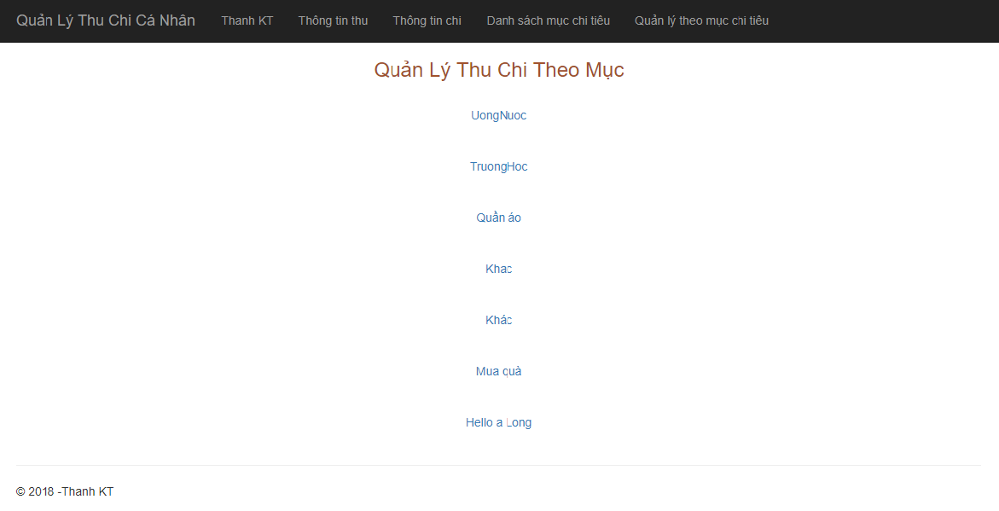 Quản Lý Thu Chi Cá Nhân Thanh KT Thông tin thu Thông tin chi Danh sách mục chi tiêu Quản lý theo mục chi tiêu
Quản Lý Thu Chi Theo Mục
UongNuoc
TruongHoc
Quần áo
Khac
Khác
Mua quà
Hello a Long
© 2018 -Thanh KT